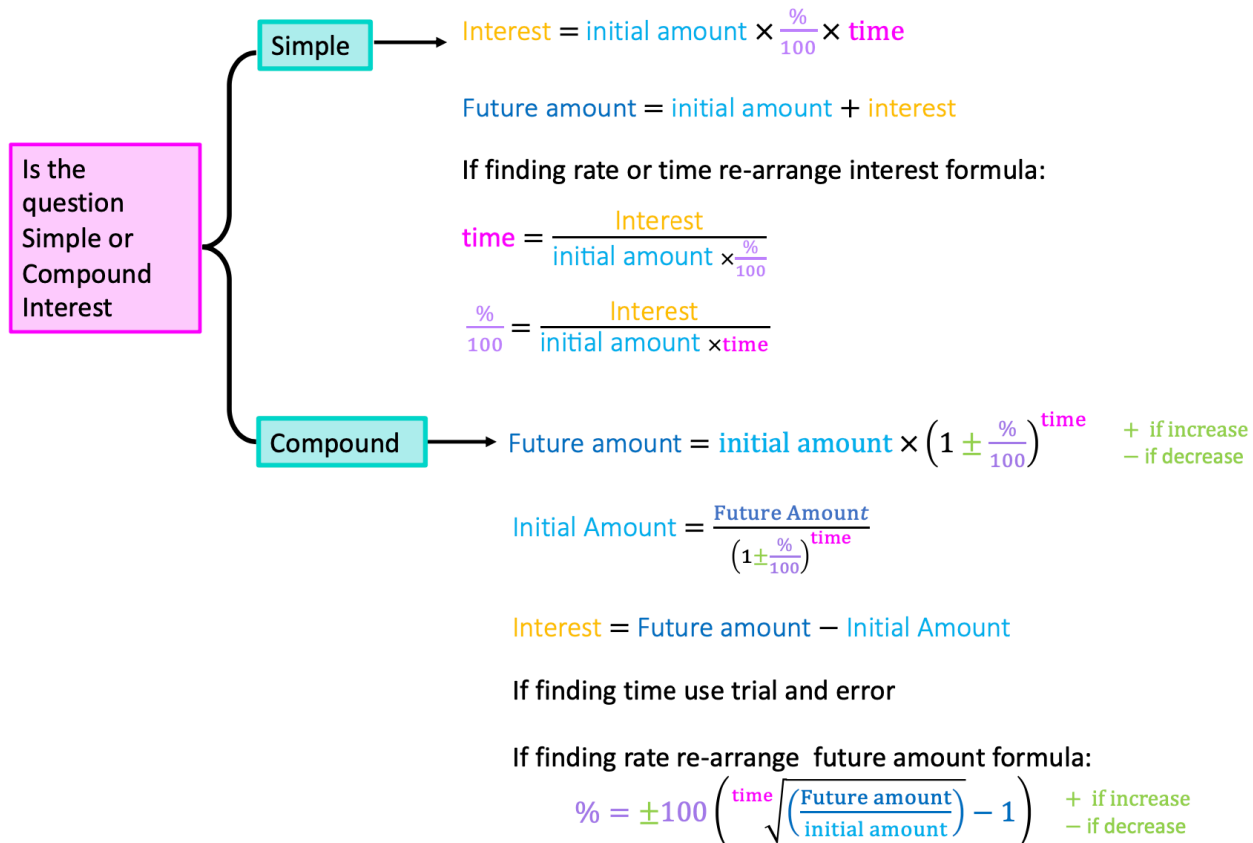 Is the
question
Simple or
Compound
Interest
Simple
Interest = initial amount × %/100 × time
Future amount = initial amount + interest
If finding rate or time re-arrange interest formula:
time = Interest / (initial amount × %/100)
%/100 = Interest / (initial amount × time)
Compound
Future amount = initial amount × (1 ± %/100)^time
+ if increase
− if decrease
Initial Amount = Future Amount / (1 ± %/100)^time
Interest = Future amount − Initial Amount
If finding time use trial and error
If finding rate re-arrange future amount formula:
% = ±100 (time√(Future amount / initial amount) − 1)
+ if increase
− if decrease